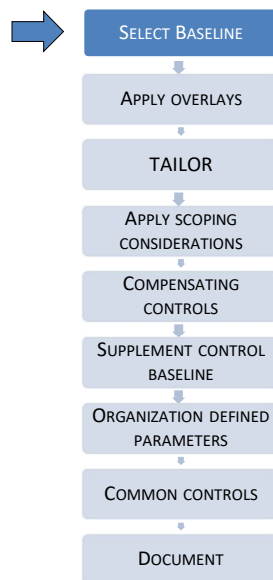 SELECT BASELINE
APPLY OVERLAYS
TAILOR
APPLY SCOPING
CONSIDERATIONS
COMPENSATING
CONTROLS
SUPPLEMENT CONTROL
BASELINE
ORGANIZATION DEFINED
PARAMETERS
COMMON CONTROLS
DOCUMENT